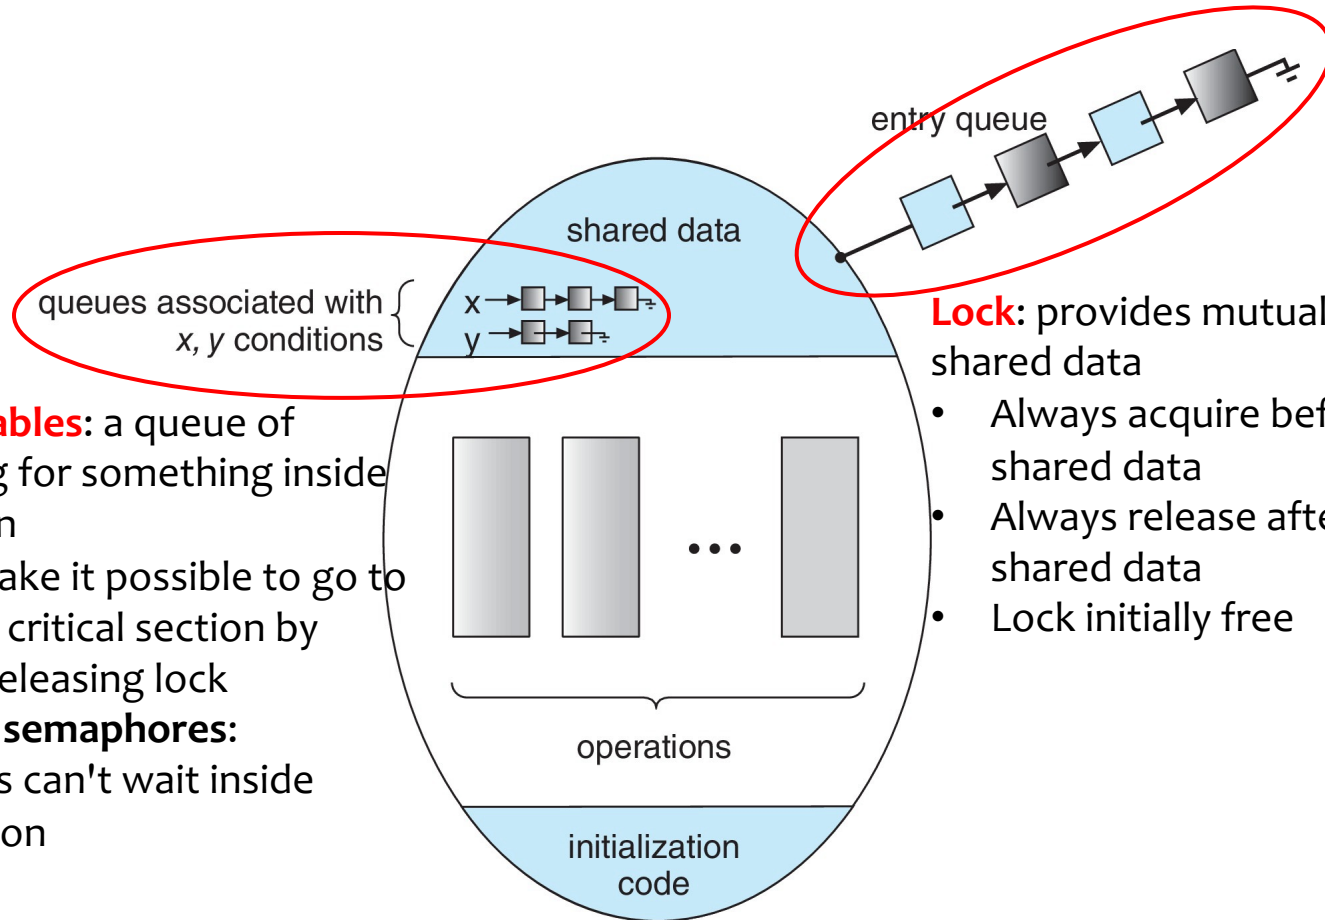 entry queue
shared data
queues associated with
x, y conditions
x
y
Lock: provides mutual
shared data
• Always acquire bef
shared data
• Always release afte
shared data
• Lock initially free
ables: a queue of
g for something inside
n
ake it possible to go to
critical section by
eleasing lock
semaphores:
s can't wait inside
on
...
operations
initialization
code